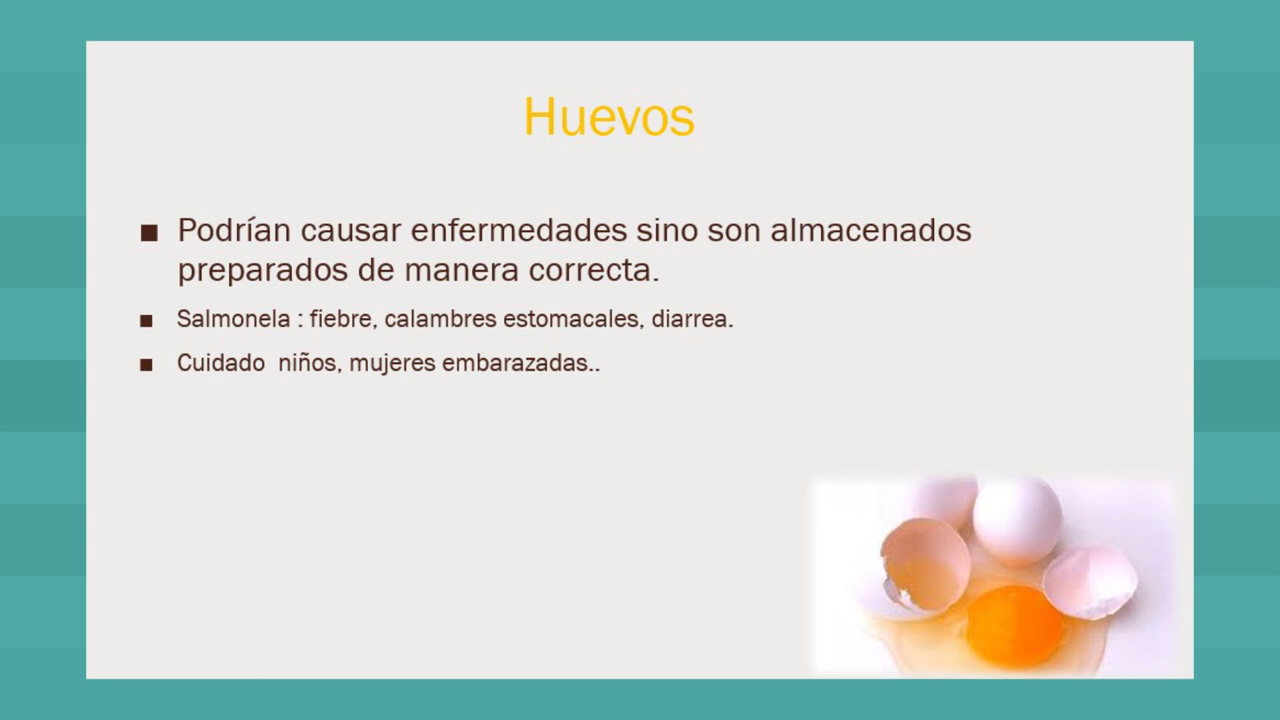 Huevos
▪ Podrían causar enfermedades sino son almacenados
preparados de manera correcta.
▪ Salmonela : fiebre, calambres estomacales, diarrea.
▪ Cuidado  niños, mujeres embarazadas..